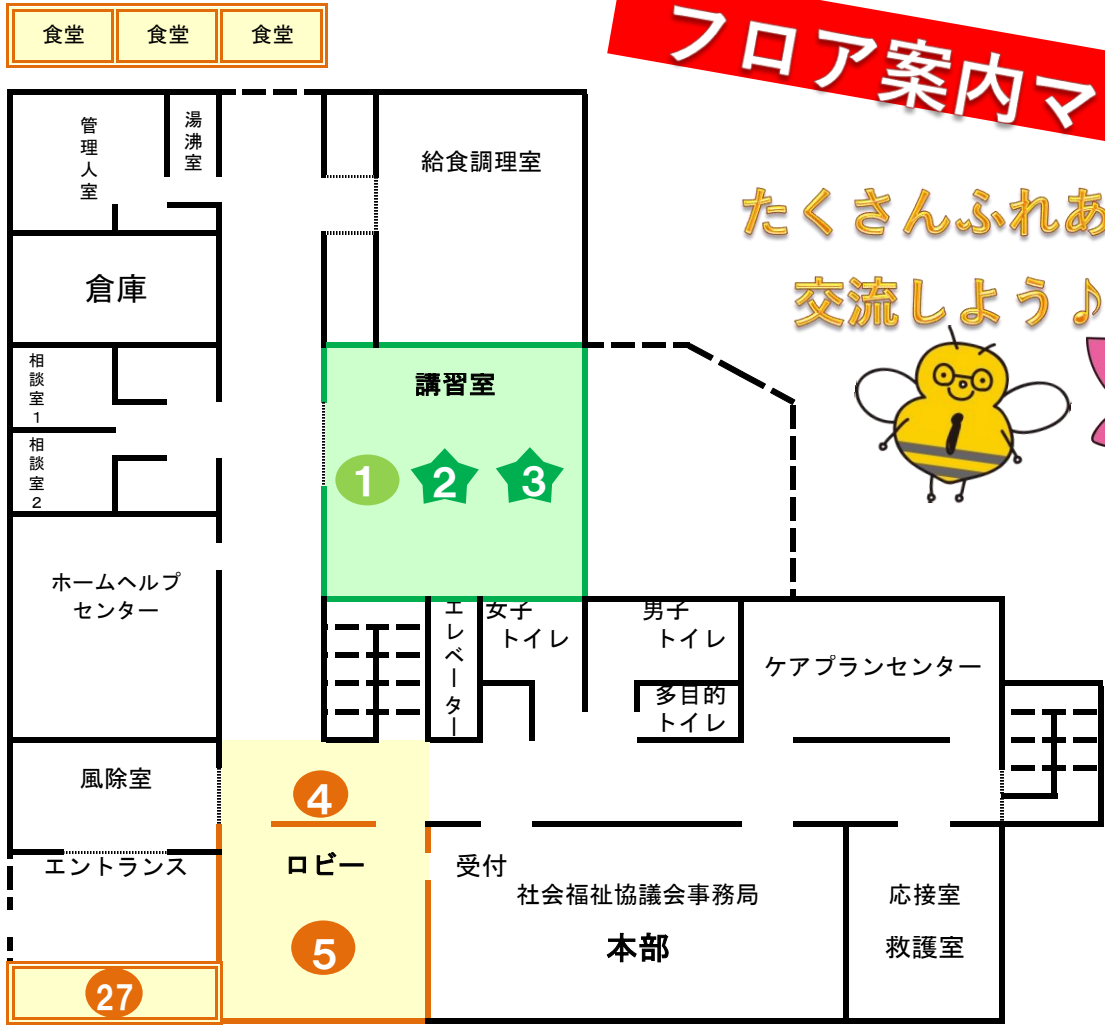 食堂 食堂 食堂
フロア案内マ
たくさんふれあ
交流しよう♪
管理人室
湯沸室
給食調理室
倉庫
相談室1
相談室2
講習室
1 2 3
ホームヘルプ
センター
エレベーター
女子
トイレ
男子
トイレ
多目的
トイレ
ケアプランセンター
風除室
4
エントランス
ロビー
5
受付
社会福祉協議会事務局
本部
応接室
救護室
27